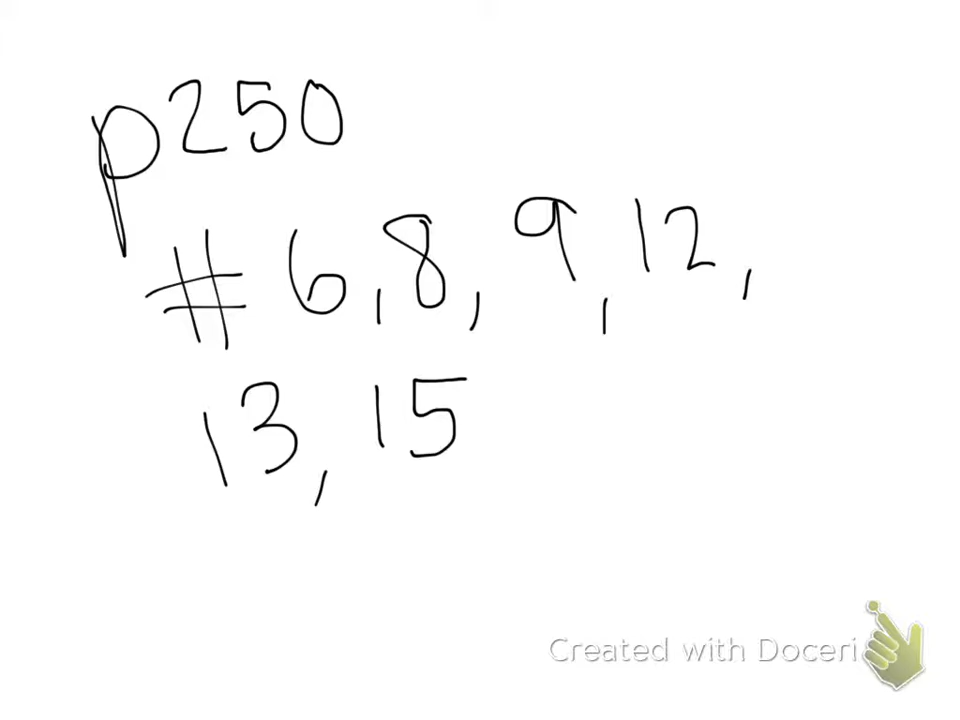 p250
# 6, 8, 9, 12,
13, 15
Created with Doceri